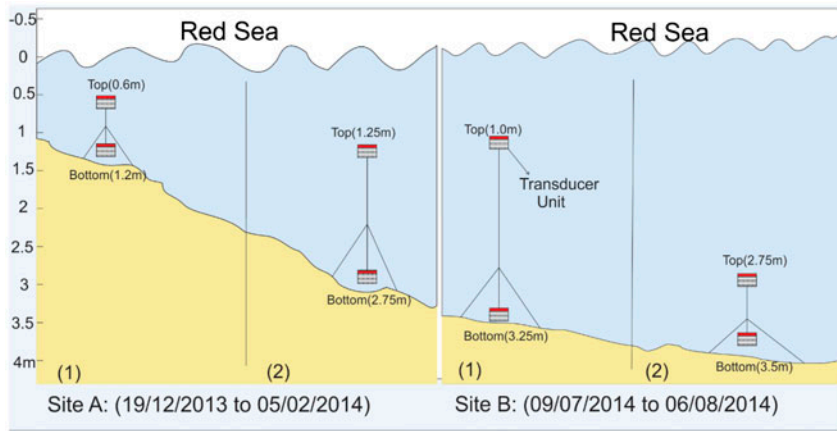 -0.5
0
0.5
1
1.5
2
2.5
3
3.5
4m
Red Sea
Top(0.6m)
Bottom(1.2m)
Top(1.25m)
Bottom(2.75m)
(1)
(2)
Site A: (19/12/2013 to 05/02/2014)
Red Sea
Top(1.0m)
Transducer
Unit
Bottom(3.25m)
Top(2.75m)
Bottom(3.5m)
(1)
(2)
Site B: (09/07/2014 to 06/08/2014)